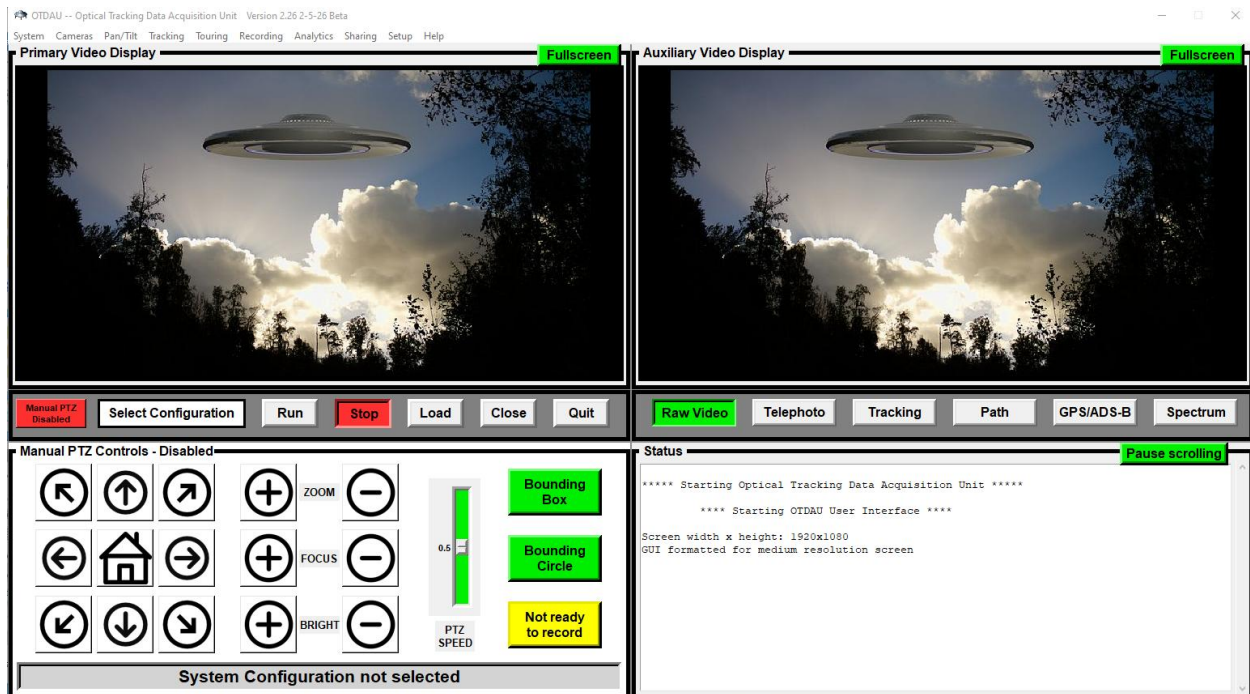 OTDAU -- Optical Tracking Data Acquisition Unit Version 2.26 2-5-26 Beta
System Cameras Pan/Tilt Tracking Touring Recording Analytics Sharing Setup Help
Primary Video Display
Fullscreen
Auxiliary Video Display
Fullscreen
Manual PTZ
Disabled
Select Configuration
Run
Stop
Load
Close
Quit
Raw Video
Telephoto
Tracking
Path
GPS/ADS-B
Spectrum
Manual PTZ Controls - Disabled
ZOOM
FOCUS
BRIGHT
0.5
PTZ
SPEED
Bounding
Box
Bounding
Circle
Not ready
to record
System Configuration not selected
Status
Pause scrolling
***** Starting Optical Tracking Data Acquisition Unit *****
**** Starting OTDAU User Interface ****
Screen width x height: 1920x1080
GUI formatted for medium resolution screen